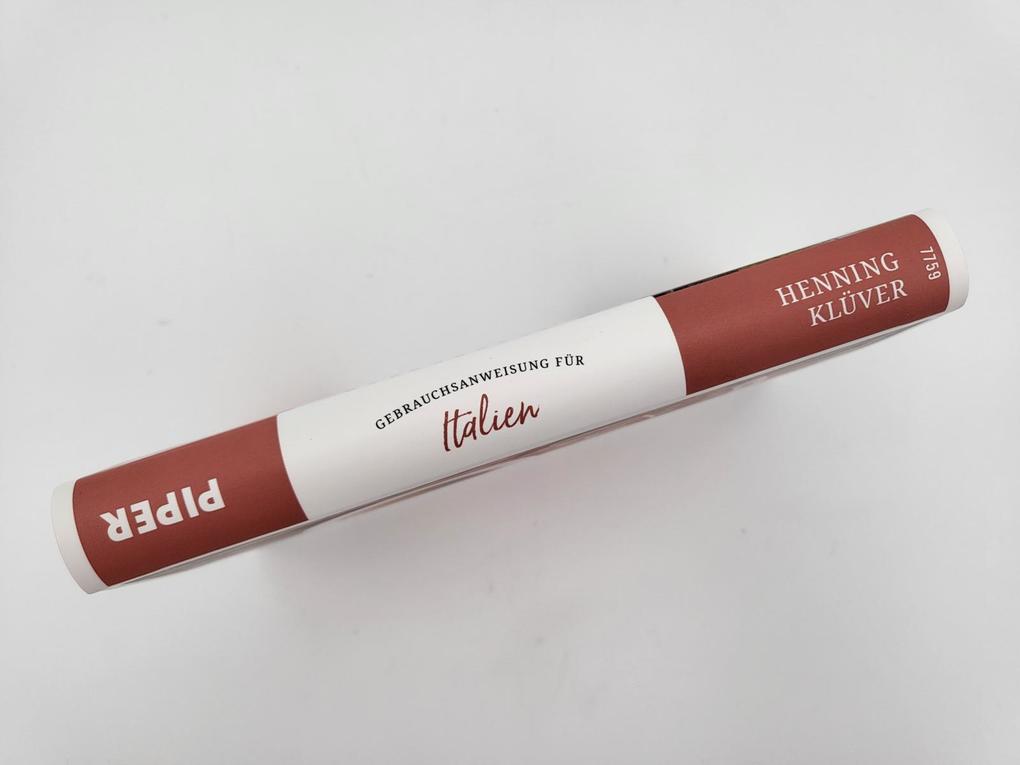 HENNING
KLÜVER
7759
GEBRAUCHSANWEISUNG FÜR
Italien
PIPER